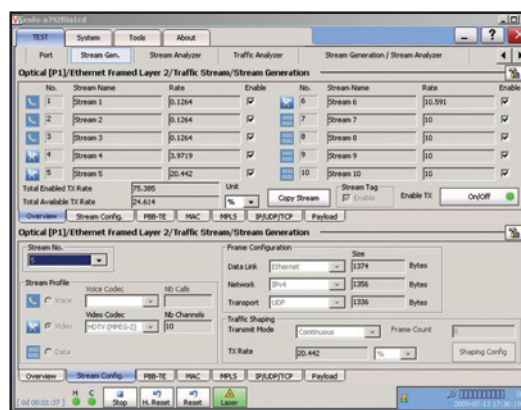 TEST System Tools About
Port Stream Gen. Stream Analyzer Traffic Analyzer Stream Generation / Stream Analyzer
Optical [P1]/Ethernet Framed Layer 2/Traffic Stream/Stream Generation
No. Stream Name Rate Enable No. Stream Name Rate Enable
1 Stream 1 0.1264 6 Stream 6 10.591
2 Stream 2 0.1264 7 Stream 7 10
3 Stream 3 0.1264 8 Stream 8 10
4 Stream 4 3.9719 9 Stream 9 10
5 Stream 5 20.442 10 Stream 10 10
Total Enabled TX Rate 75.385 Unit
Total Available TX Rate 24.614 % Copy Stream Stream Tag Enable Enable TX On/Off
Overview Stream Config. PBB-TE MAC MPLS IP/UDP/TCP Payload
Optical [P1]/Ethernet Framed Layer 2/Traffic Stream/Stream Generation
Stream No. Frame Configuration
5 Size
Data Link Ethernet 1374 Bytes
Stream Profile Network IPv4 1356 Bytes
Voice Voice Codec Nb Calls Transport UDP 1336 Bytes
Video Codec Nb Channels Traffic Shaping
Video HDTV (MPEG-2) 10 Transmit Mode Continuous Frame Count 0
Data TX Rate 20.442 % Shaping Config
Overview Stream Config. PBB-TE MAC MPLS IP/UDP/TCP Payload
H C
[0d 00:01:27] Stop H. Reset Reset Laser